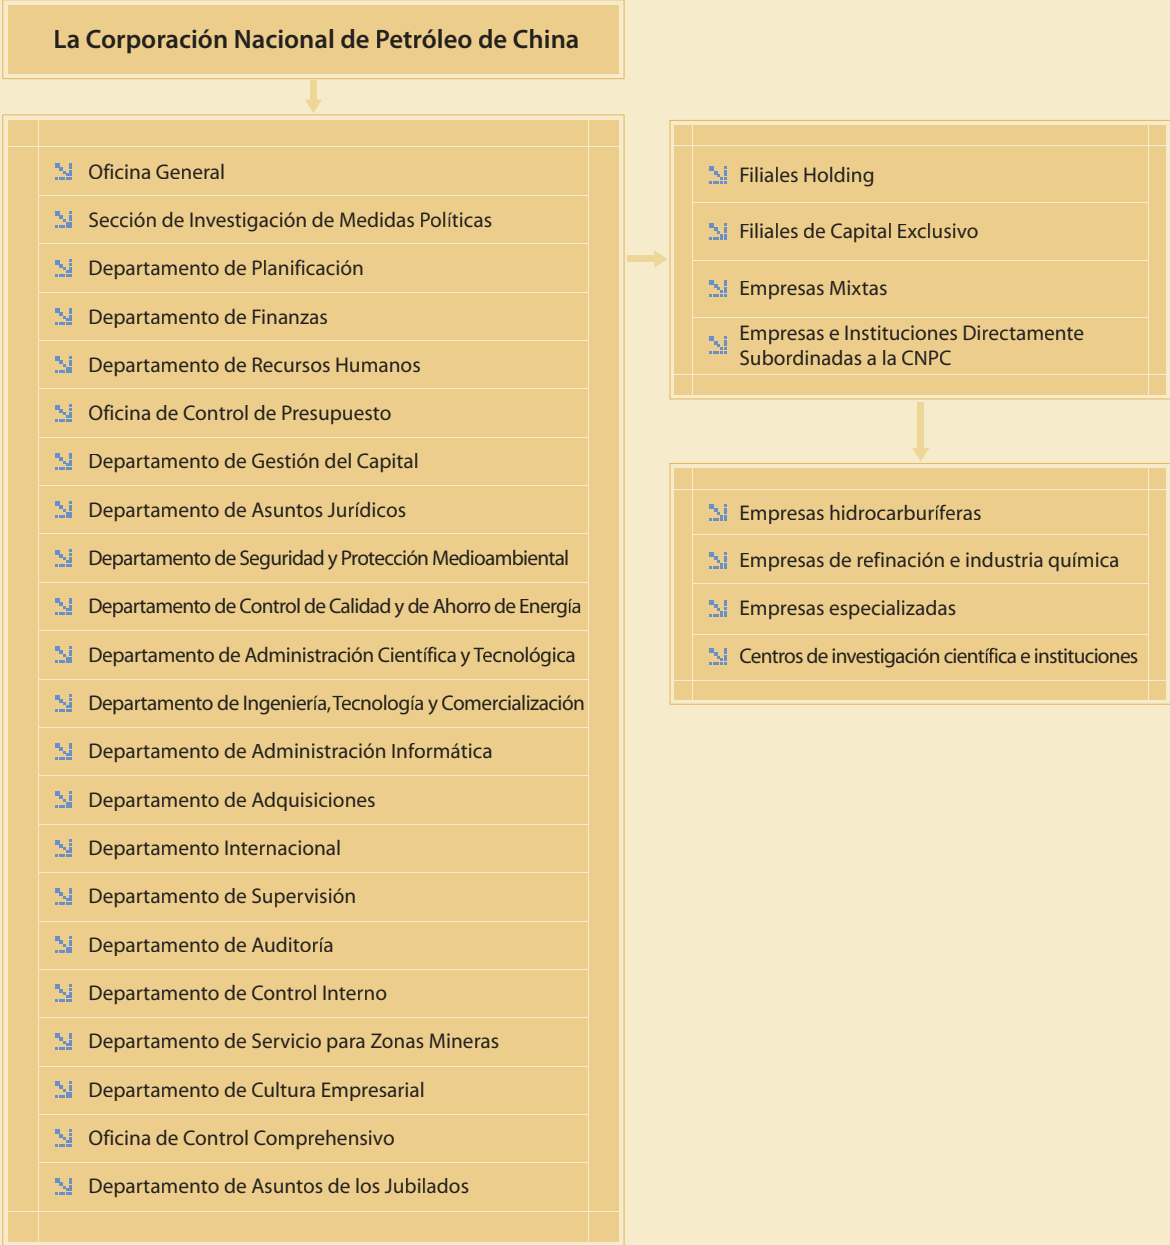 La Corporación Nacional de Petróleo de China
Oficina General
Sección de Investigación de Medidas Políticas
Departamento de Planificación
Departamento de Finanzas
Departamento de Recursos Humanos
Oficina de Control de Presupuesto
Departamento de Gestión del Capital
Departamento de Asuntos Jurídicos
Departamento de Seguridad y Protección Medioambiental
Departamento de Control de Calidad y de Ahorro de Energía
Departamento de Administración Científica y Tecnológica
Departamento de Ingeniería, Tecnología y Comercialización
Departamento de Administración Informática
Departamento de Adquisiciones
Departamento Internacional
Departamento de Supervisión
Departamento de Auditoría
Departamento de Control Interno
Departamento de Servicio para Zonas Mineras
Departamento de Cultura Empresarial
Oficina de Control Comprehensivo
Departamento de Asuntos de los Jubilados
Filiales Holding
Filiales de Capital Exclusivo
Empresas Mixtas
Empresas e Instituciones Directamente
Subordinadas a la CNPC
Empresas hidrocarburíferas
Empresas de refinación e industria química
Empresas especializadas
Centros de investigación científica e instituciones